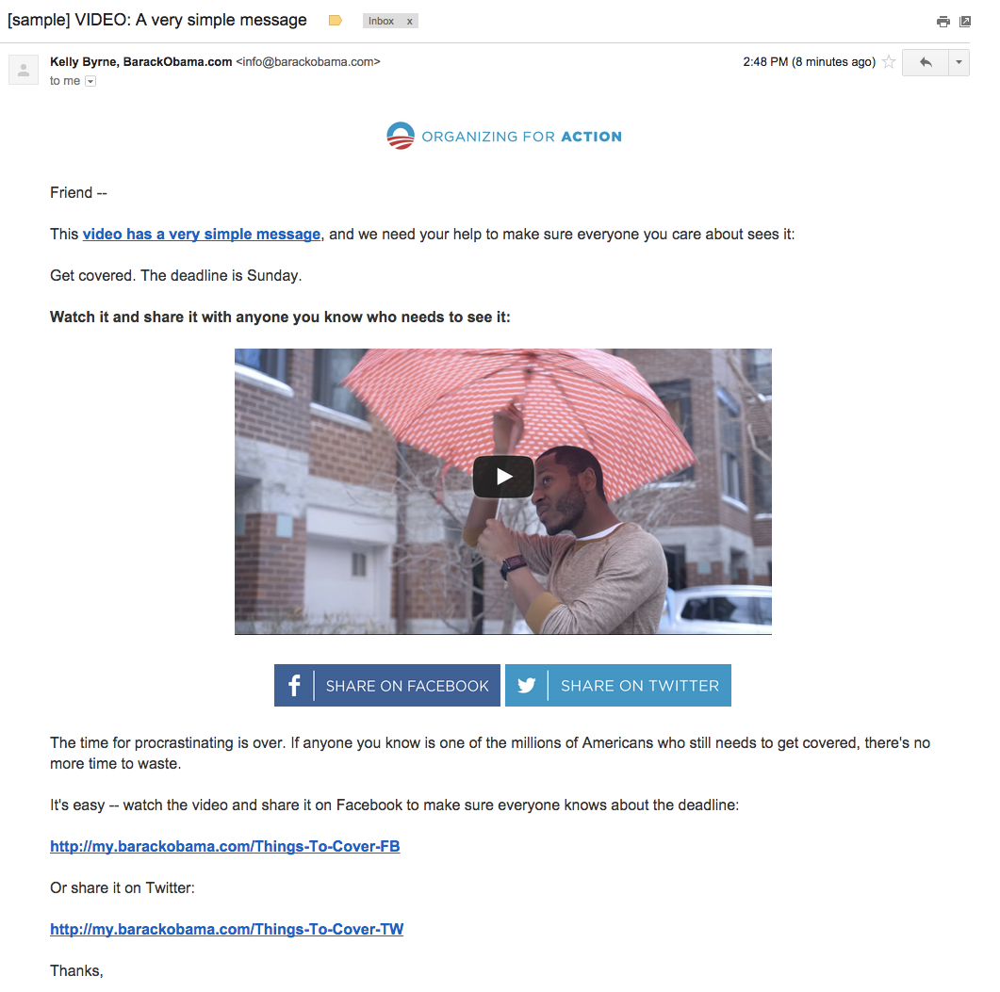 [sample] VIDEO: A very simple message
Inbox x
Kelly Byrne, BarackObama.com <info@barackobama.com>
2:48 PM (8 minutes ago)
to me
ORGANIZING FOR ACTION
Friend --
This video has a very simple message, and we need your help to make sure everyone you care about sees it:
Get covered. The deadline is Sunday.
Watch it and share it with anyone you know who needs to see it:
f SHARE ON FACEBOOK
SHARE ON TWITTER
The time for procrastinating is over. If anyone you know is one of the millions of Americans who still needs to get covered, there's no
more time to waste.
It's easy -- watch the video and share it on Facebook to make sure everyone knows about the deadline:
http://my.barackobama.com/Things-To-Cover-FB
Or share it on Twitter:
http://my.barackobama.com/Things-To-Cover-TW
Thanks,